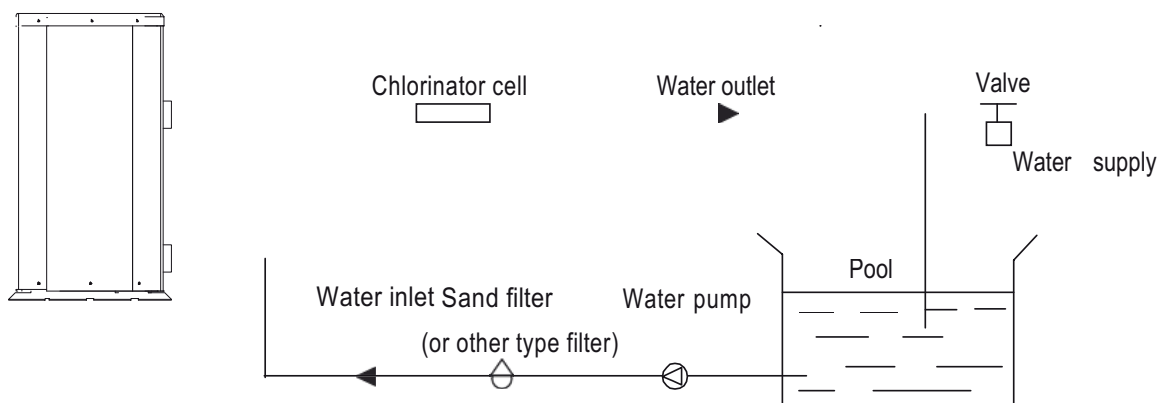 Chlorinator cell
Water outlet
Valve
Water supply
Pool
Water inlet
Sand filter
(or other type filter)
Water pump